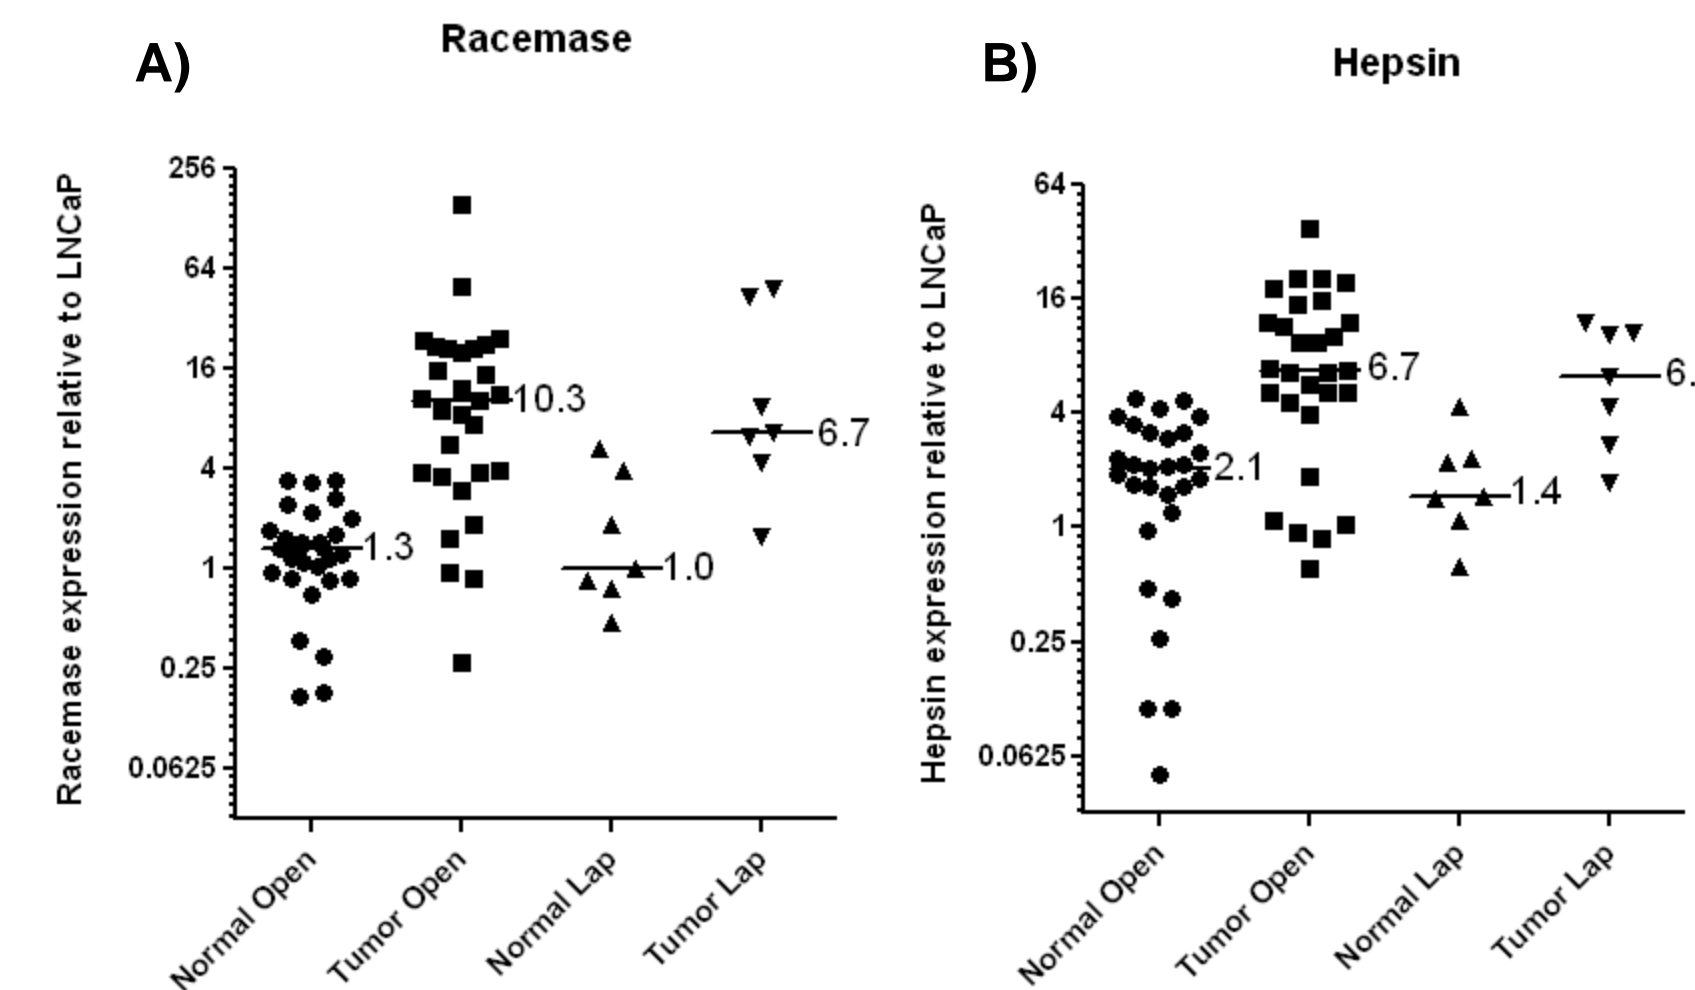 A)
Racemase
Racemase expression relative to LNCaP
256
64
16
4
1
0.25
0.0625
1.3
10.3
1.0
6.7
Normal Open
Tumor Open
Normal Lap
Tumor Lap
B)
Hepsin
Hepsin expression relative to LNCaP
64
16
4
1
0.25
0.0625
2.1
6.7
1.4
6.
Normal Open
Tumor Open
Normal Lap
Tumor Lap